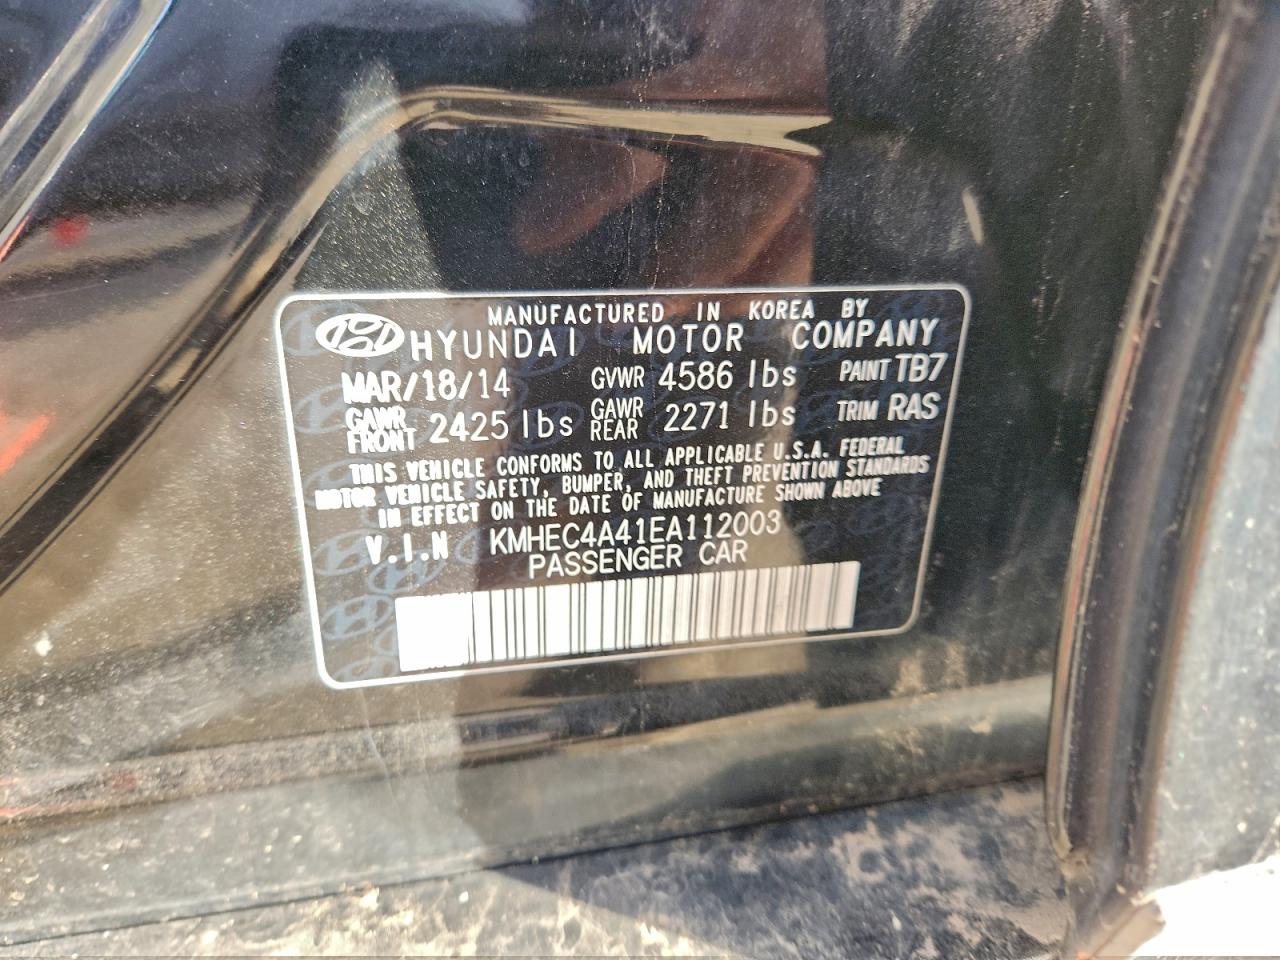 MANUFACTURED IN KOREA BY
HYUNDAI MOTOR COMPANY
MAR/18/14 GVWR 4586 lbs PAINT TB7
GAWR FRONT 2425 lbs GAWR REAR 2271 lbs TRIM RAS
THIS VEHICLE CONFORMS TO ALL APPLICABLE U.S.A. FEDERAL
MOTOR VEHICLE SAFETY, BUMPER, AND THEFT PREVENTION STANDARDS
IN EFFECT ON THE DATE OF MANUFACTURE SHOWN ABOVE
V.I.N KMHEC4A41EA112003
PASSENGER CAR